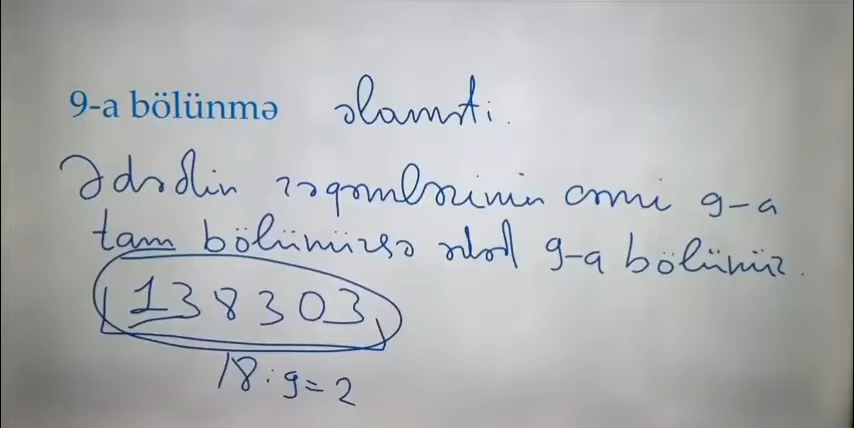 9-a bölünmə əlaməti.
Ədədin rəqəmlərinin cəmi 9-a
tam bölünürsə ədəd 9-a bölünür.
138303
18:9=2